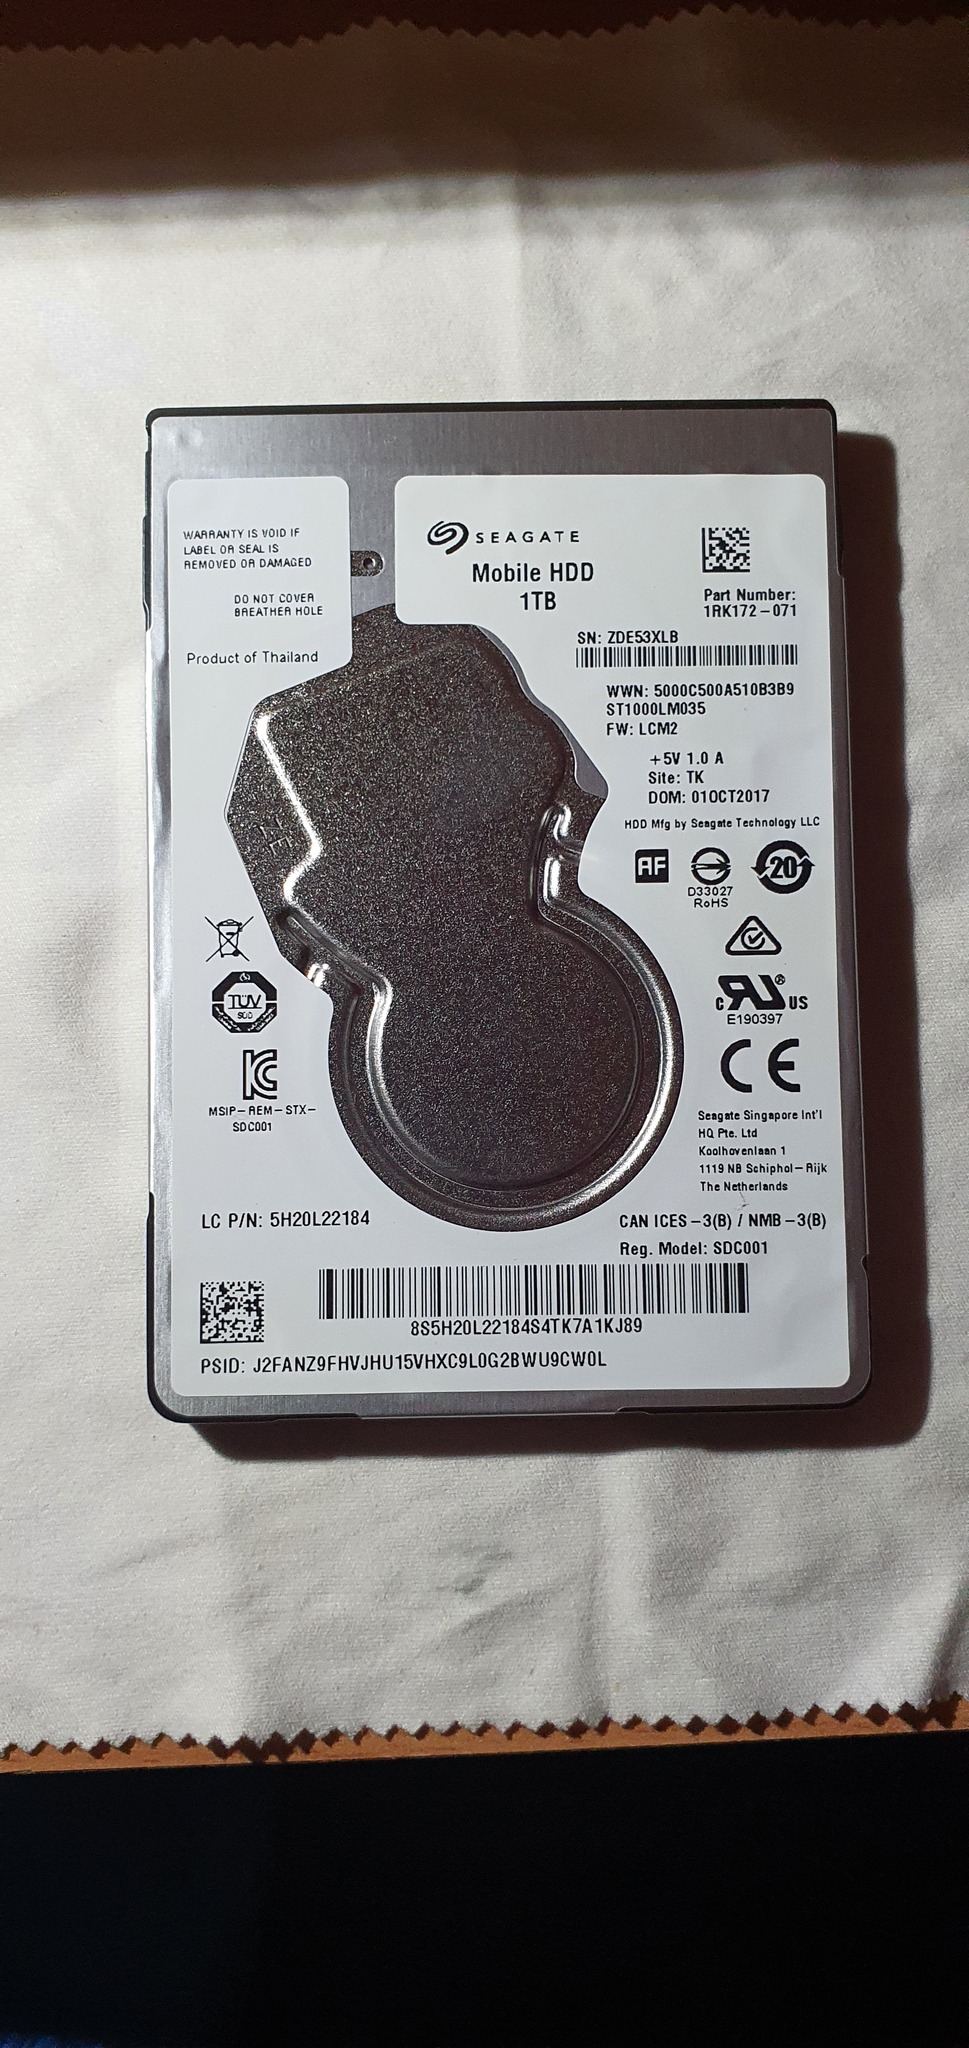 WARRANTY IS VOID IF
LABEL OR SEAL IS
REMOVED OR DAMAGED
DO NOT COVER
BREATHER HOLE
Product of Thailand
SEAGATE
Mobile HDD
1TB
Part Number:
1RK172-071
SN: ZDE53XLB
WWN: 5000C500A510B3B9
ST1000LM035
FW: LCM2
+5V 1.0 A
Site: TK
DOM: 01OCT2017
HDD Mfg by Seagate Technology LLC
AF
D33027
RoHS
20
TÜV
SÜD
MSIP-REM-STX-
SDC001
c RU ® US
E190397
CE
Seagate Singapore Int'l
HQ Pte. Ltd
Koolhovenlaan 1
1119 NB Schiphol-Rijk
The Netherlands
LC P/N: 5H20L22184
CAN ICES-3(B) / NMB-3(B)
Reg. Model: SDC001
8S5H20L22184S4TK7A1KJ89
PSID: J2FANZ9FHVJHU15VHXC9L0G2BWU9CW0L